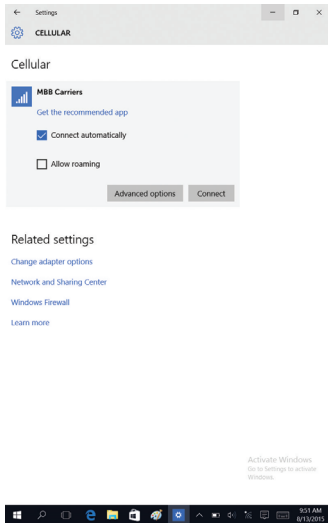 Settings
CELLULAR
Cellular
MBB Carriers
Get the recommended app
Connect automatically
Allow roaming
Advanced options
Connect
Related settings
Change adapter options
Network and Sharing Center
Windows Firewall
Learn more
Activate Windows
Go to Settings to activate
Windows.
9:51 AM
8/13/2015